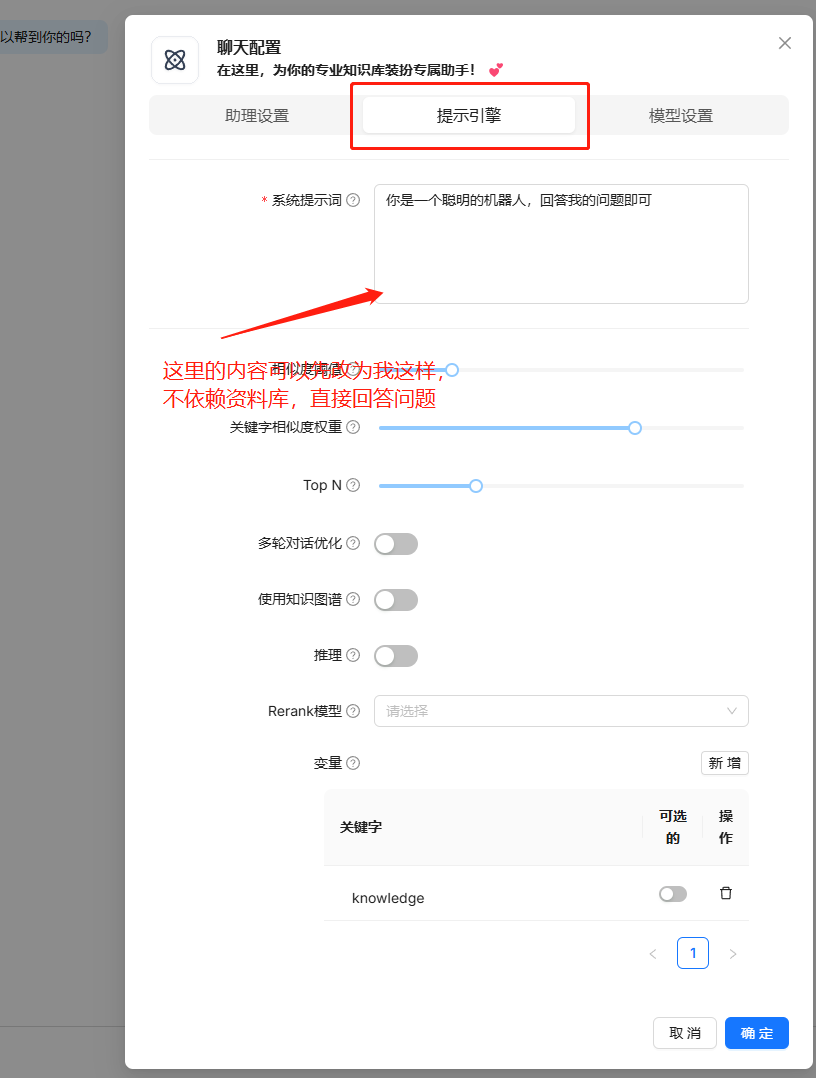 以帮到你的吗?
聊天配置
在这里，为你的专业知识库装扮专属助手！ 💕
助理设置
提示引擎
模型设置
* 系统提示词
你是一个聪明的机器人，回答我的问题即可
这里的内容可以先改为我这样，
不依赖资料库，直接回答问题
相似度阈值
关键字相似度权重
Top N
多轮对话优化
使用知识图谱
推理
Rerank模型
请选择
变量
新 增
关键字
可选的
操作
knowledge
1
取 消
确 定